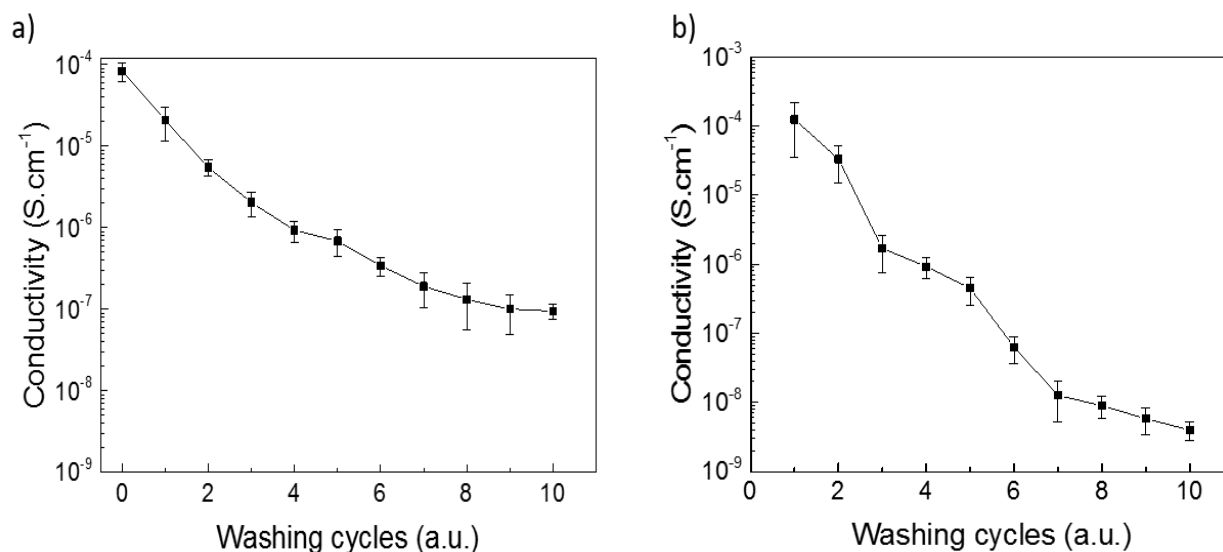 a)
10⁻⁴
10⁻⁵
10⁻⁶
10⁻⁷
10⁻⁸
10⁻⁹
Conductivity (S.cm⁻¹)
0 2 4 6 8 10
Washing cycles (a.u.)
b)
10⁻³
10⁻⁴
10⁻⁵
10⁻⁶
10⁻⁷
10⁻⁸
10⁻⁹
Conductivity (S.cm⁻¹)
0 2 4 6 8 10
Washing cycles (a.u.)